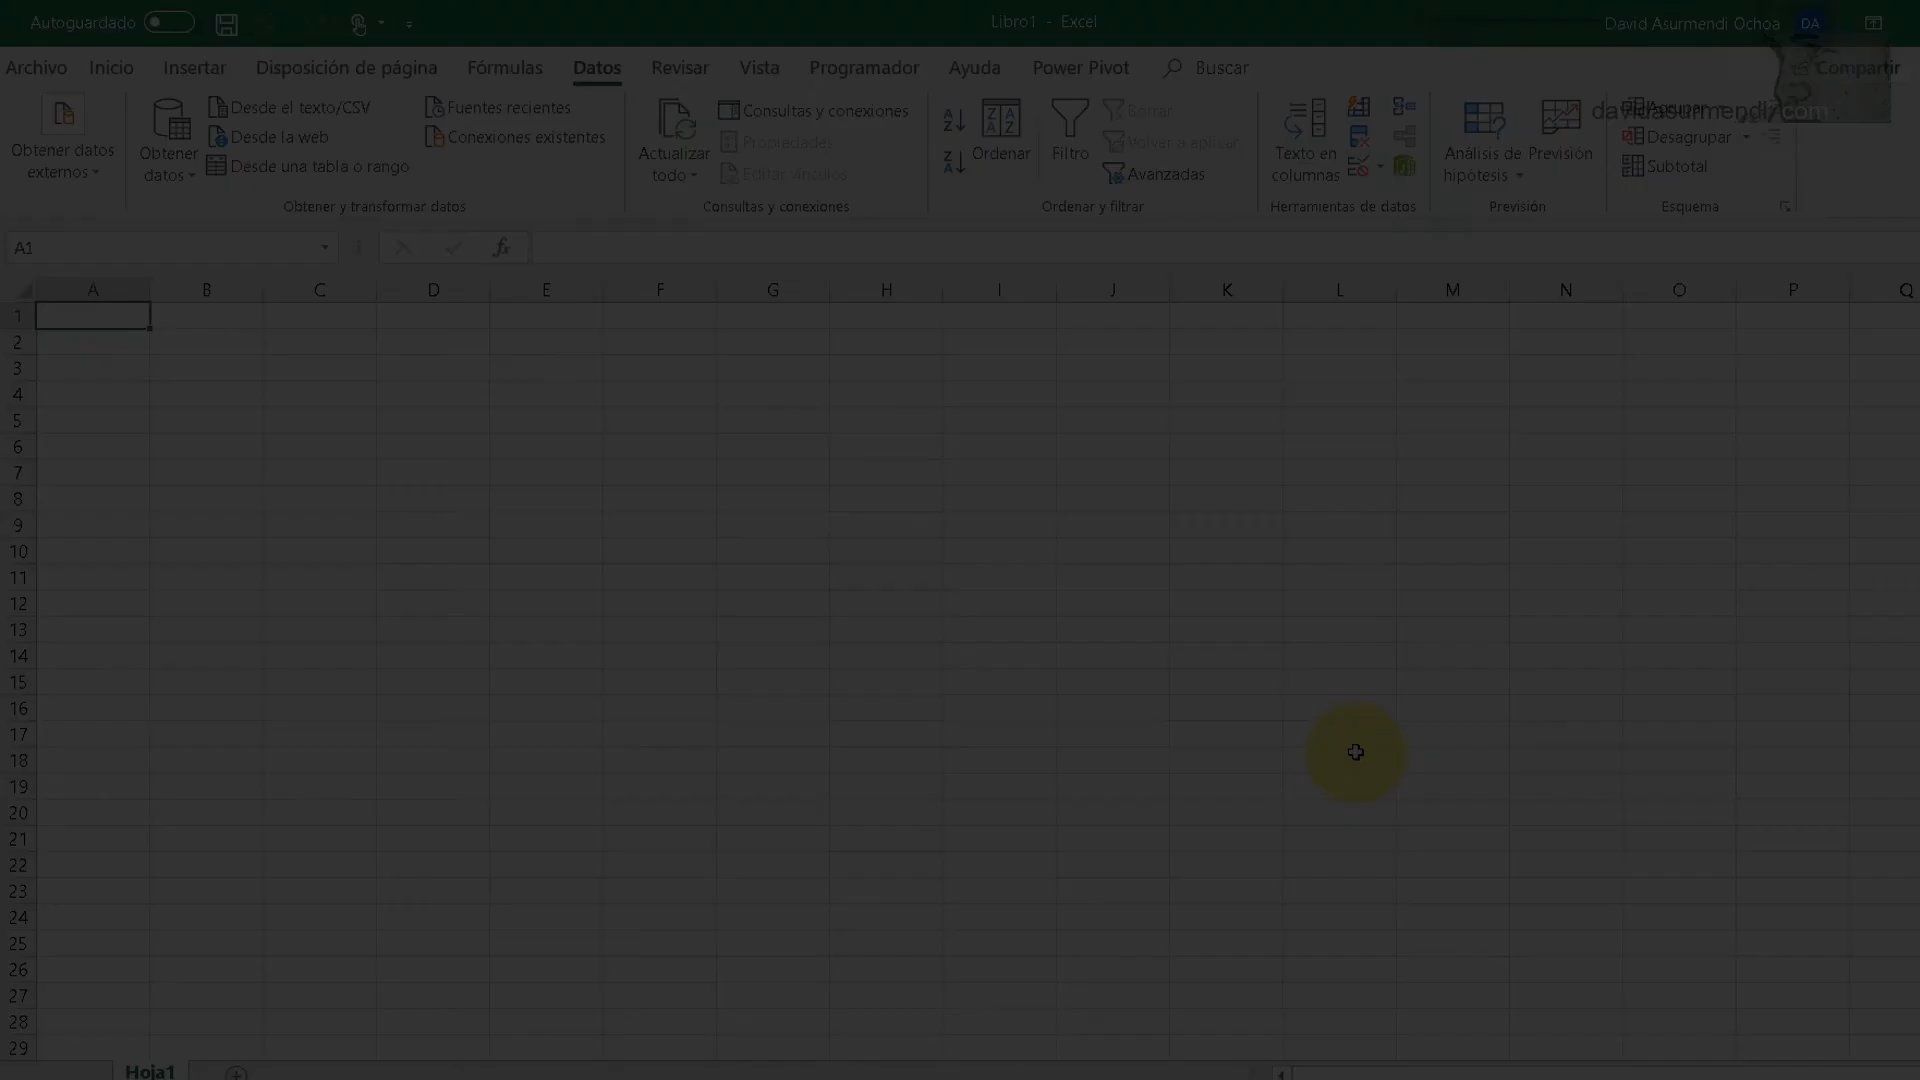 Autoguardado
Libro1 - Excel
David Asurmendi Ochoa
DA
Archivo Inicio Insertar Disposición de página Fórmulas Datos Revisar Vista Programador Ayuda Power Pivot Buscar
Compartir
Obtener datos externos
Obtener datos
Desde el texto/CSV
Desde la web
Desde una tabla o rango
Fuentes recientes
Conexiones existentes
Obtener y transformar datos
Actualizar todo
Consultas y conexiones
Propiedades
Editar vínculos
Consultas y conexiones
Ordenar
Filtro
Borrar
Volver a aplicar
Avanzadas
Ordenar y filtrar
Texto en columnas
Herramientas de datos
Análisis de hipótesis
Previsión
Previsión
Agrupar
davidasurmendi.com
Desagrupar
Subtotal
Esquema
A1
fx
A B C D E F G H I J K L M N O P Q
1
2
3
4
5
6
7
8
9
10
11
12
13
14
15
16
17
18
19
20
21
22
23
24
25
26
27
28
29
Hoja1